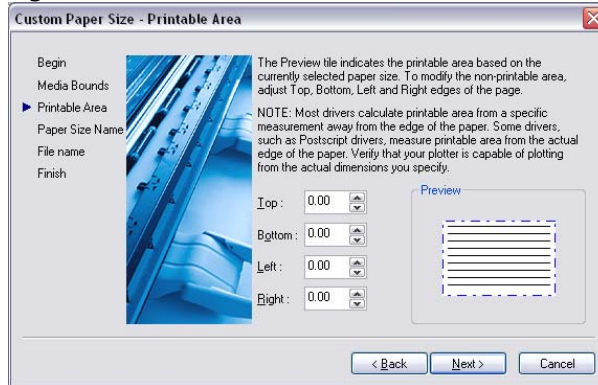 Custom Paper Size - Printable Area
Begin
Media Bounds
Printable Area
Paper Size Name
File name
Finish
The Preview tile indicates the printable area based on the
currently selected paper size. To modify the non-printable area,
adjust Top, Bottom, Left and Right edges of the page.
NOTE: Most drivers calculate printable area from a specific
measurement away from the edge of the paper. Some drivers,
such as Postscript drivers, measure printable area from the actual
edge of the paper. Verify that your plotter is capable of plotting
from the actual dimensions you specify.
Top : 0.00
Bottom : 0.00
Left : 0.00
Right : 0.00
Preview
< Back
Next >
Cancel